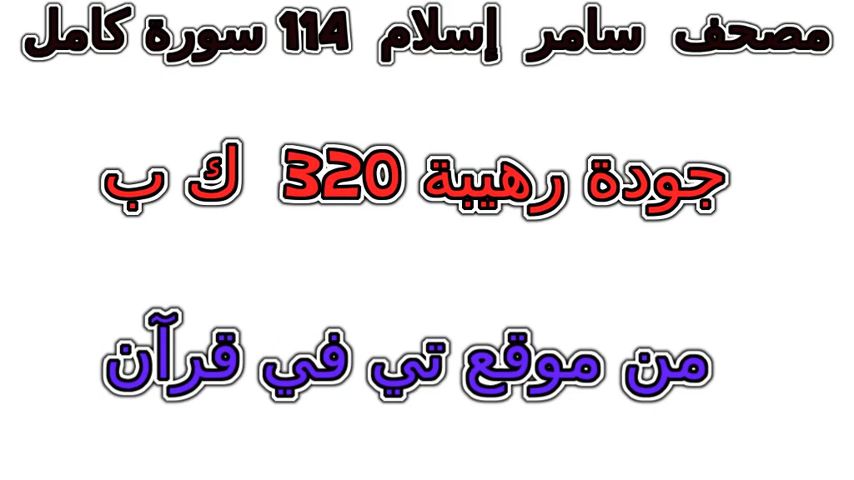 مصحف سامر إسلام 114 سورة كامل
جودة رهيبة 320 ك ب
من موقع تي في قرآن